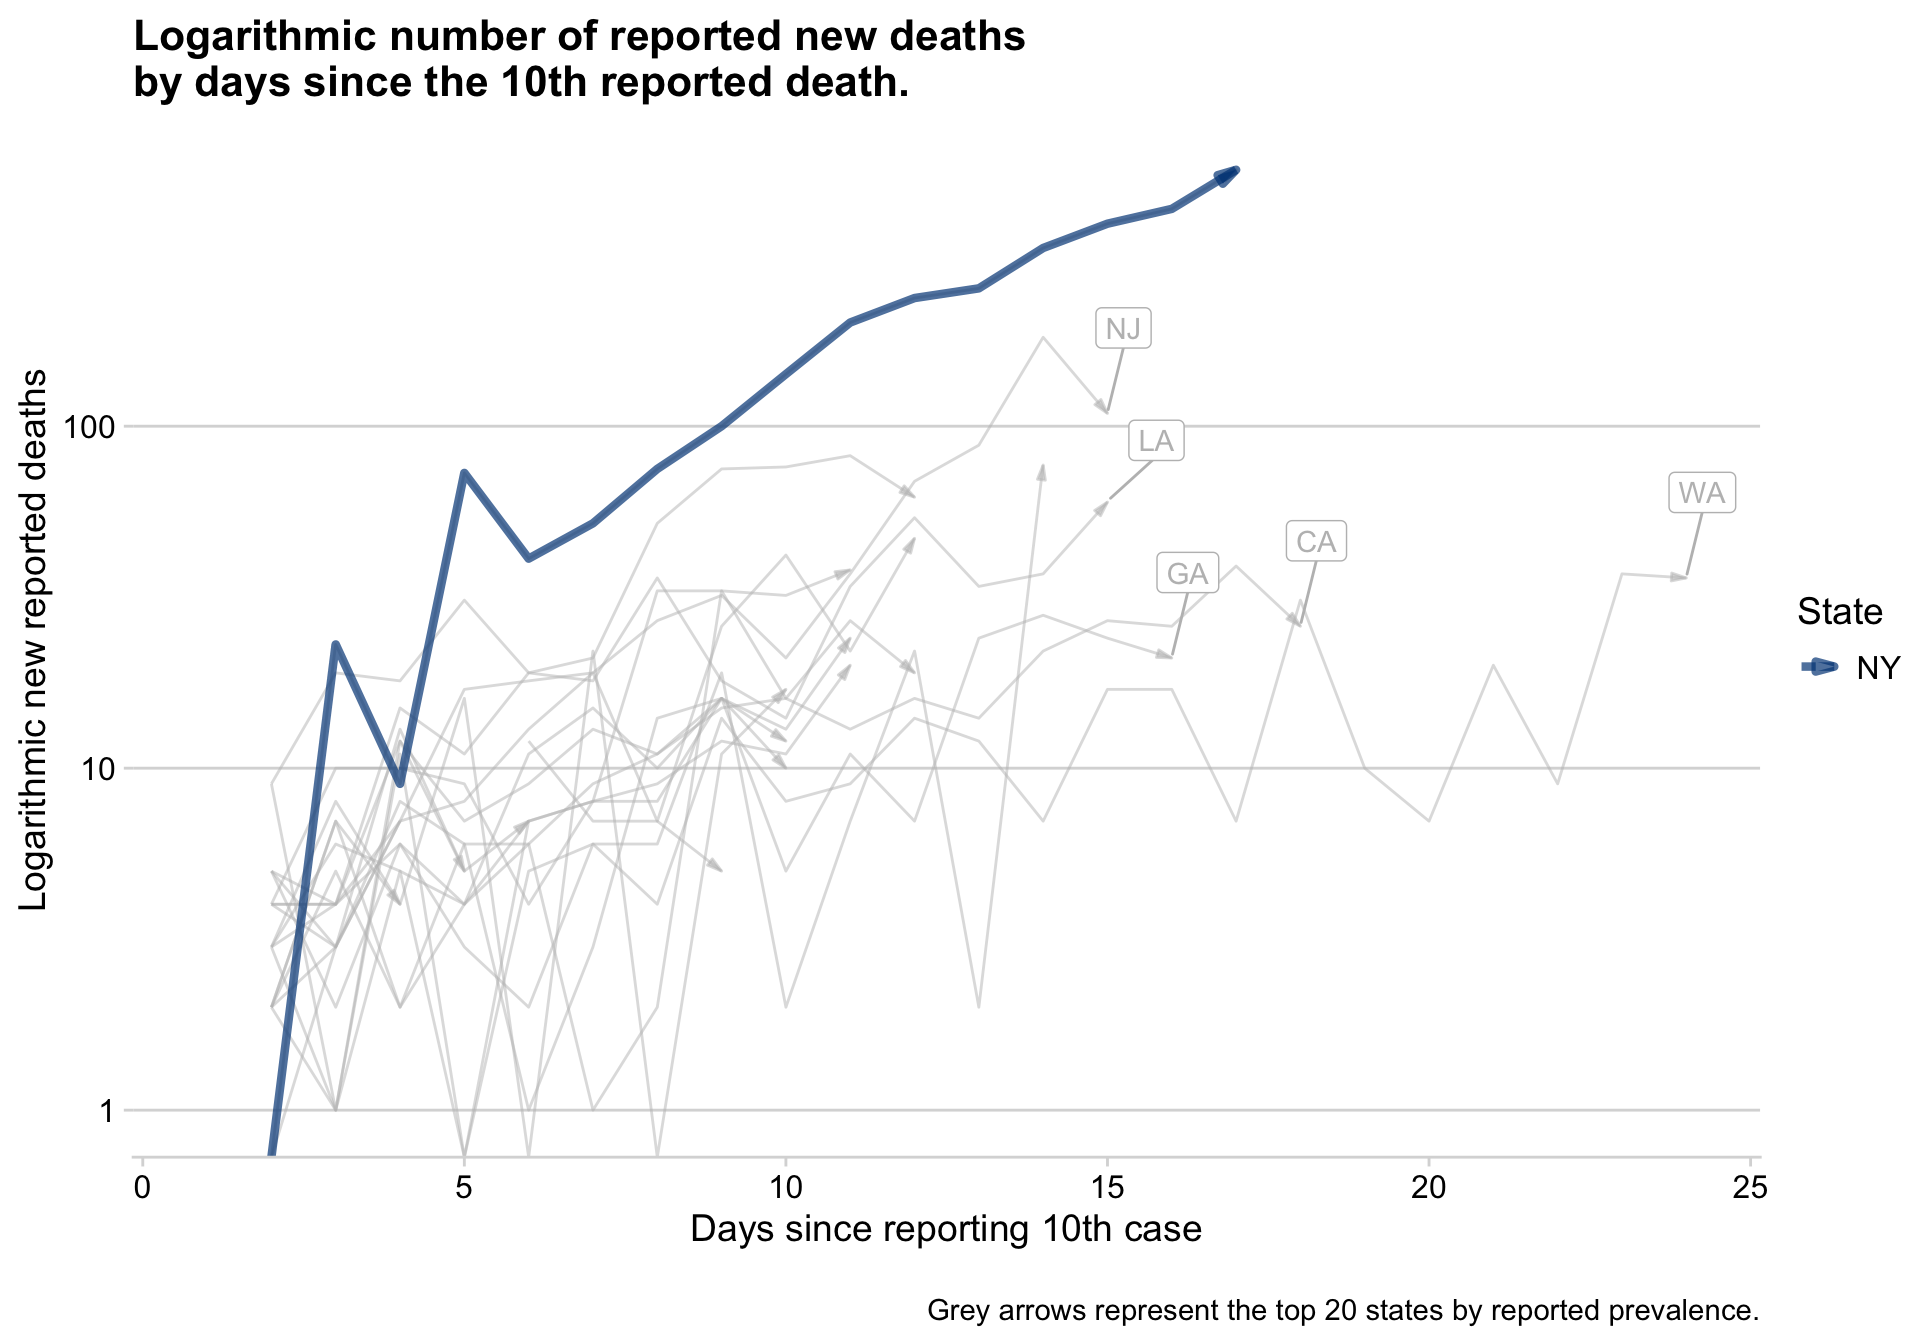 Logarithmic number of reported new deaths
by days since the 10th reported death.
Logarithmic new reported deaths
100
10
1
NJ
LA
WA
CA
GA
State
NY
0 5 10 15 20 25
Days since reporting 10th case
Grey arrows represent the top 20 states by reported prevalence.